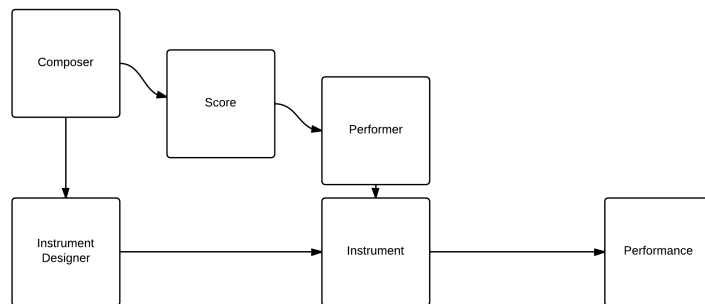 Composer
Score
Performer
Instrument
Designer
Instrument
Performance